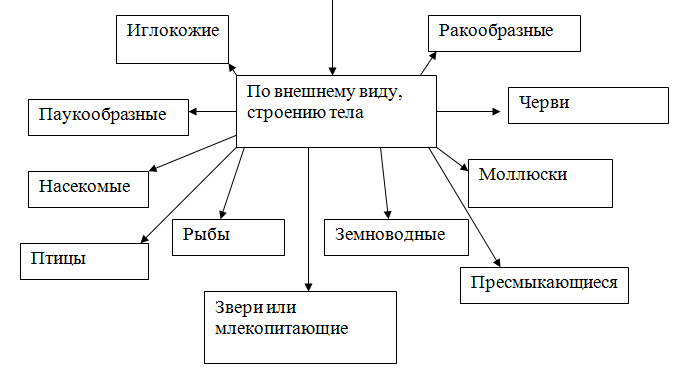 Иглокожие
Ракообразные
По внешнему виду,
строению тела
Паукообразные
Черви
Насекомые
Моллюски
Птицы
Рыбы
Земноводные
Пресмыкающиеся
Звери или
млекопитающие